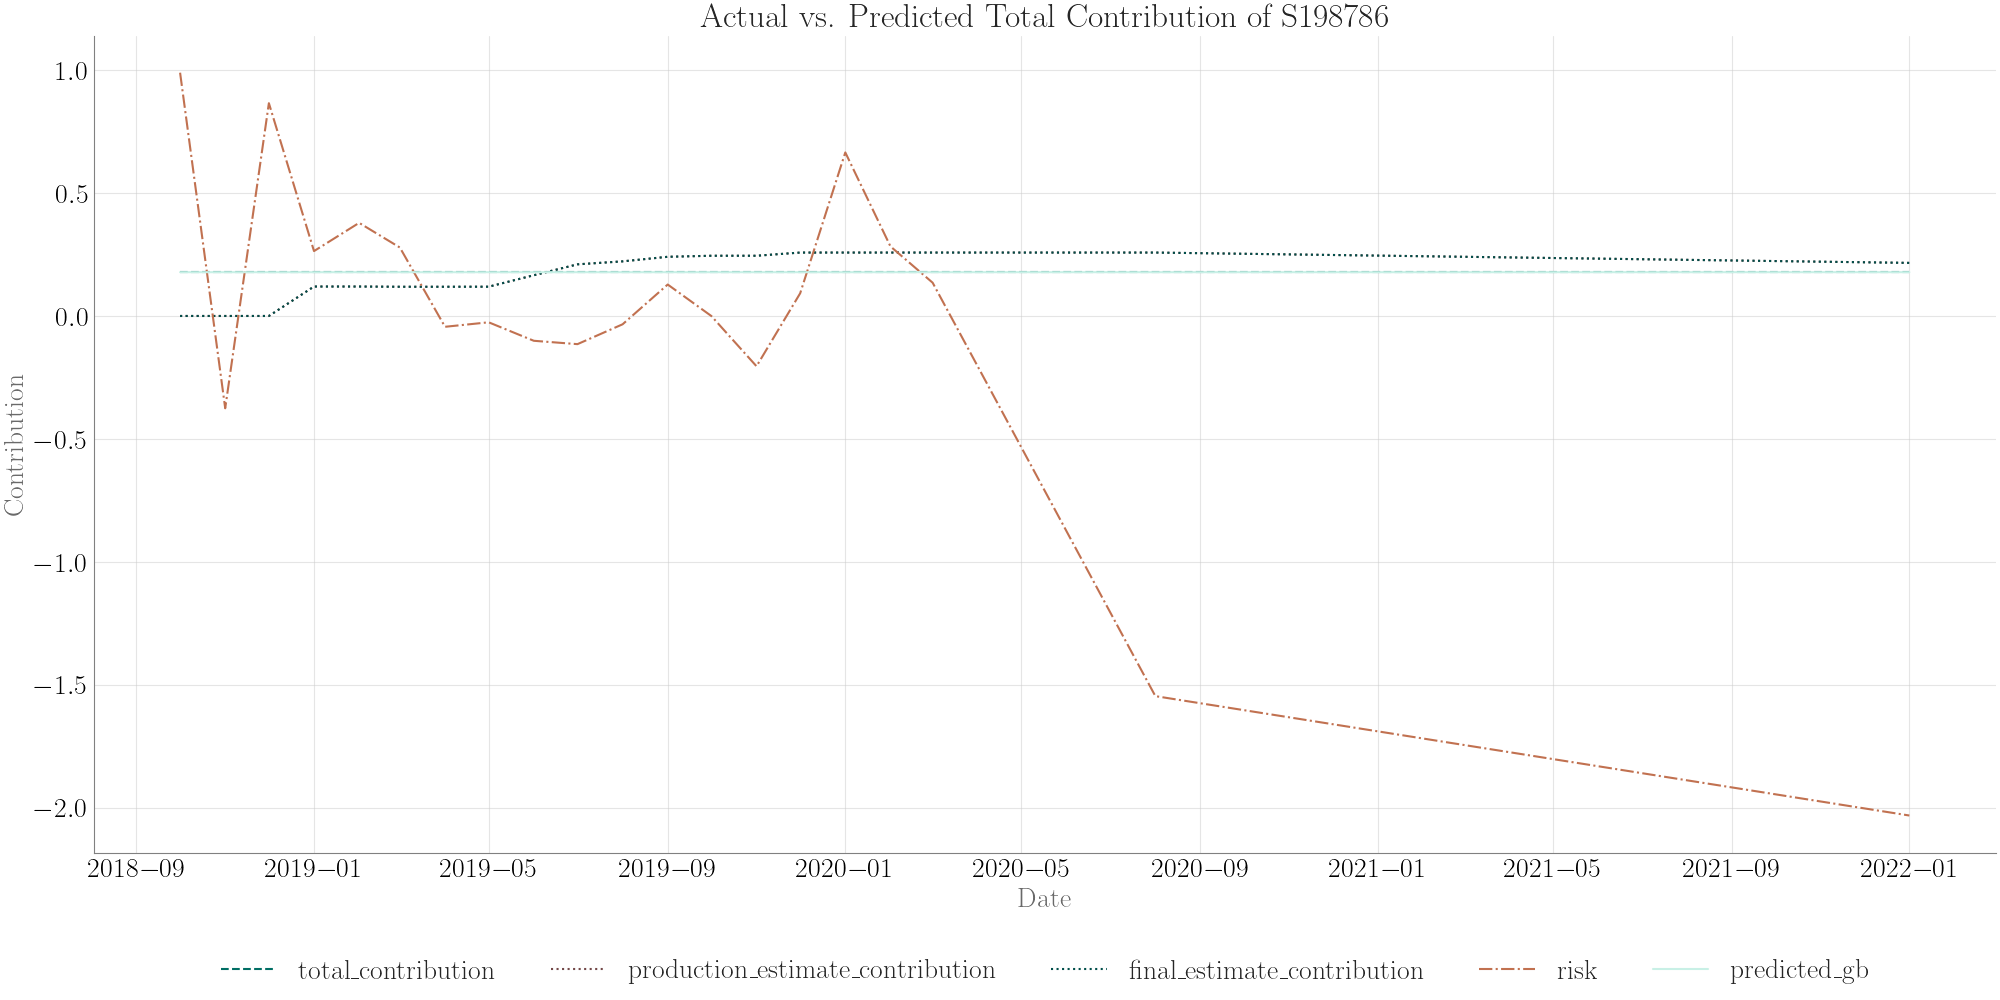 Actual vs. Predicted Total Contribution of S198786
Contribution
1.0
0.5
0.0
−0.5
−1.0
−1.5
−2.0
2018−09 2019−01 2019−05 2019−09 2020−01 2020−05 2020−09 2021−01 2021−05 2021−09 2022−01
Date
total_contribution production_estimate_contribution final_estimate_contribution risk predicted_gb